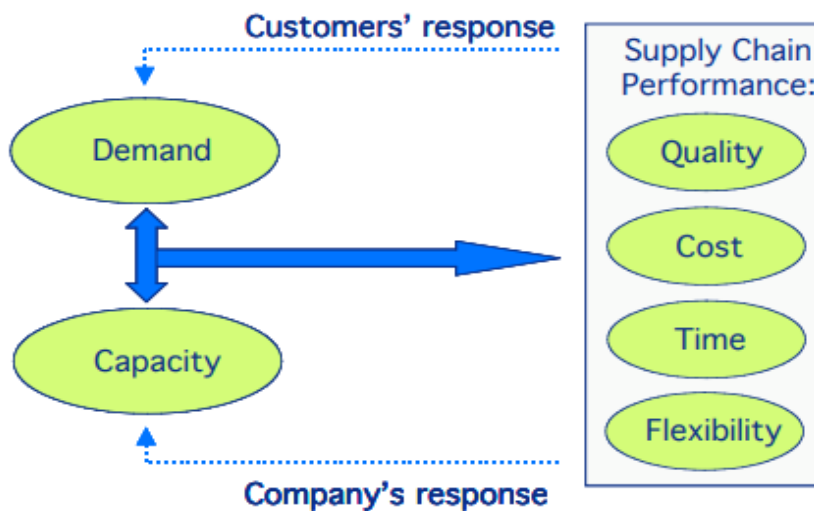 Customers' response
Supply Chain
Performance:
Demand
Quality
Cost
Time
Capacity
Flexibility
Company's response